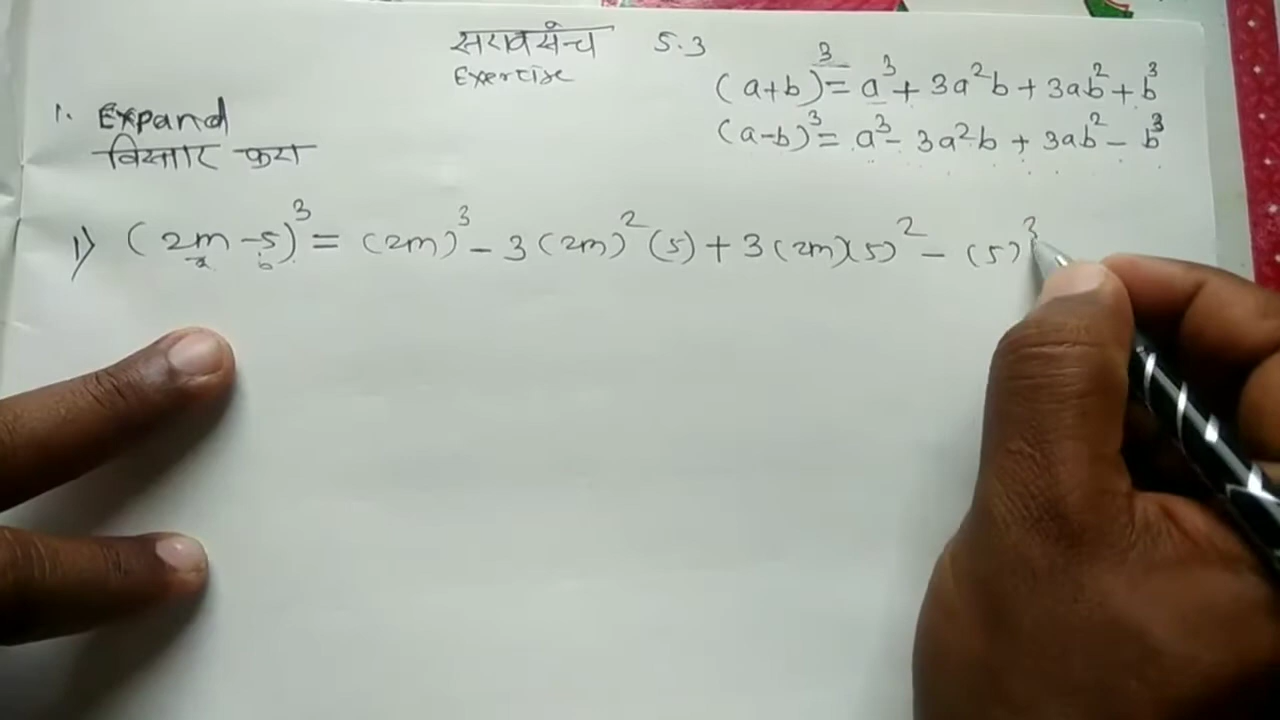 सरावसंच 5.3
Exercise
(a+b)³ = a³ + 3a²b + 3ab² + b³
(a-b)³ = a³ - 3a²b + 3ab² - b³
1. Expand
विस्तार करा
1) (2m - 5)³ = (2m)³ - 3(2m)²(5) + 3(2m)(5)² - (5)³
a b